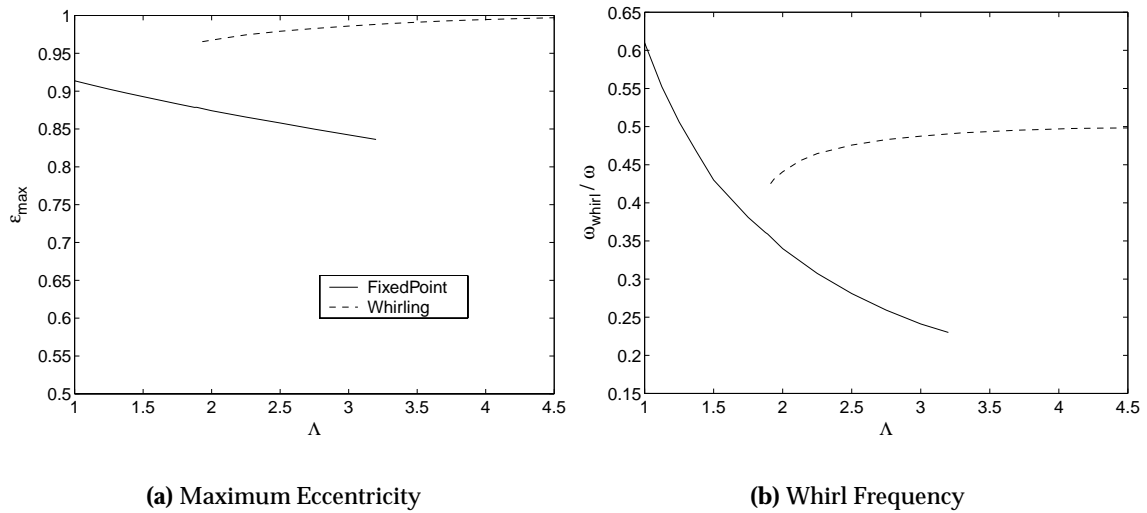 1
0.95
0.9
0.85
0.8
0.75
0.7
0.65
0.6
0.55
0.5
ε_max
1 1.5 2 2.5 3 3.5 4 4.5
Λ
FixedPoint
Whirling
(a) Maximum Eccentricity
0.65
0.6
0.55
0.5
0.45
0.4
0.35
0.3
0.25
0.2
0.15
ω_whirl / ω
1 1.5 2 2.5 3 3.5 4 4.5
Λ
(b) Whirl Frequency